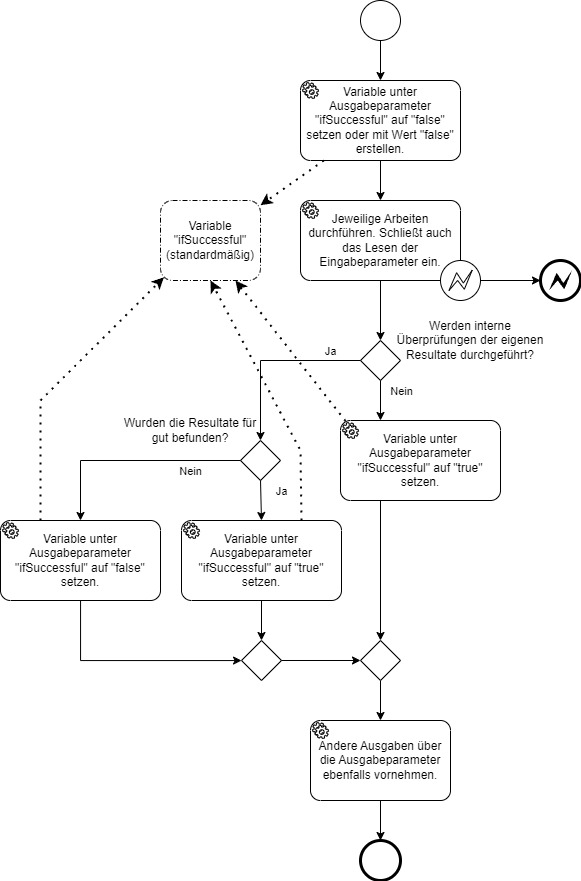 Variable unter
Ausgabeparameter
"ifSuccessful" auf "false"
setzen oder mit Wert "false"
erstellen.
Variable
"ifSuccessful"
(standardmäßig)
Jeweilige Arbeiten
durchführen. Schließt auch
das Lesen der
Eingabeparameter ein.
Werden interne
Überprüfungen der eigenen
Resultate durchgeführt?
Ja
Nein
Wurden die Resultate für
gut befunden?
Variable unter
Ausgabeparameter
"ifSuccessful" auf "true"
setzen.
Nein
Ja
Variable unter
Ausgabeparameter
"ifSuccessful" auf "false"
setzen.
Variable unter
Ausgabeparameter
"ifSuccessful" auf "true"
setzen.
Andere Ausgaben über
die Ausgabeparameter
ebenfalls vornehmen.